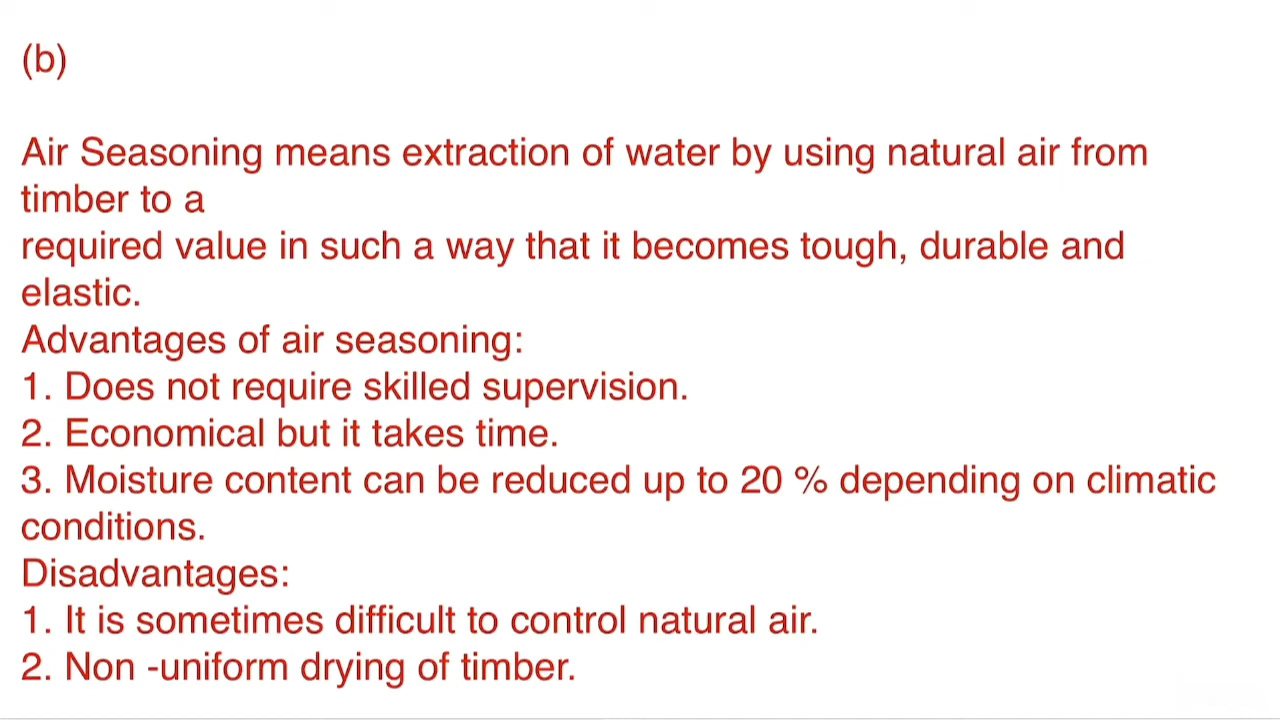 (b)
Air Seasoning means extraction of water by using natural air from
timber to a
required value in such a way that it becomes tough, durable and
elastic.
Advantages of air seasoning:
1. Does not require skilled supervision.
2. Economical but it takes time.
3. Moisture content can be reduced up to 20 % depending on climatic
conditions.
Disadvantages:
1. It is sometimes difficult to control natural air.
2. Non -uniform drying of timber.